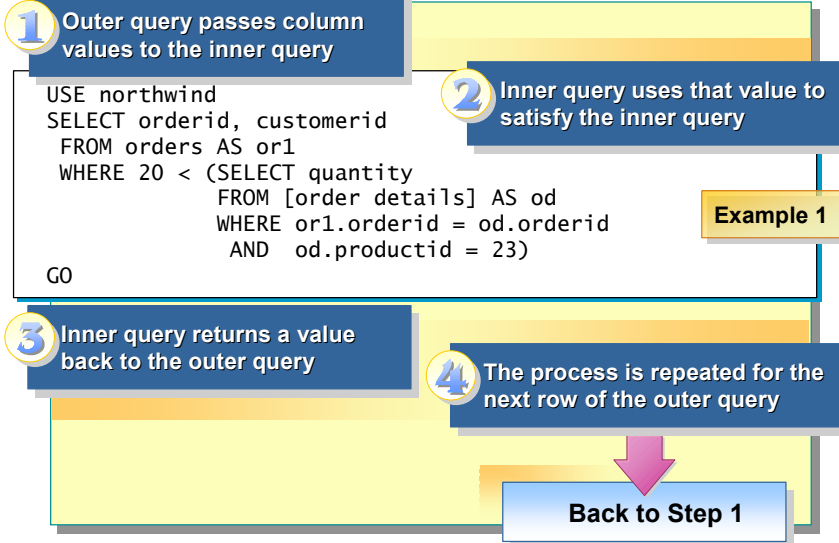 1
Outer query passes column
values to the inner query
USE northwind
SELECT orderid, customerid
FROM orders AS or1
WHERE 20 < (SELECT quantity
FROM [order details] AS od
WHERE or1.orderid = od.orderid
AND od.productid = 23)
GO
2
Inner query uses that value to
satisfy the inner query
Example 1
3
Inner query returns a value
back to the outer query
4
The process is repeated for the
next row of the outer query
Back to Step 1